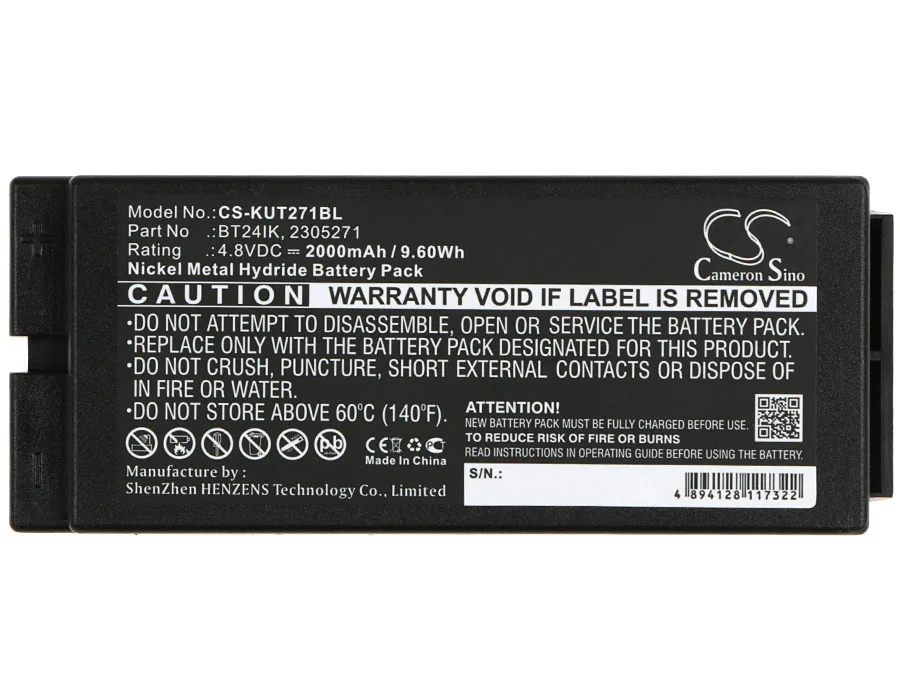 Model No.:CS-KUT271BL
Part No .:BT24IK, 2305271
Rating .:4.8VDC ⎓ 2000mAh / 9.60Wh
Nickel Metal Hydride Battery Pack
Cameron Sino
CAUTION WARRANTY VOID IF LABEL IS REMOVED
•DO NOT ATTEMPT TO DISASSEMBLE, OPEN OR SERVICE THE BATTERY PACK.
•REPLACE ONLY WITH THE BATTERY PACK DESIGNATED FOR THIS PRODUCT.
•DO NOT CRUSH, PUNCTURE, SHORT EXTERNAL CONTACTS OR DISPOSE OF
IN FIRE OR WATER.
•DO NOT STORE ABOVE 60°C (140°F).
ATTENTION!
NEW BATTERY PACK MUST BE FULLY CHARGED BEFORE USE.
TO REDUCE RISK OF FIRE OR BURNS
READ INSTRUCTIONS IN OPERATING GUIDE BEFORE USING THE BATTERY.
Pb
CE
Made In China
Manufacture by :
ShenZhen HENZENS Technology Co., Limited
S/N.:
4 894128 117322